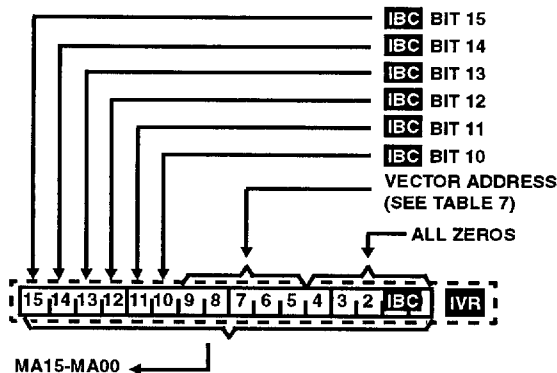 IBC BIT 15
IBC BIT 14
IBC BIT 13
IBC BIT 12
IBC BIT 11
IBC BIT 10
VECTOR ADDRESS
(SEE TABLE 7)
ALL ZEROS
15 14 13 12 11 10 9 8 7 6 5 4 3 2 IBC IVR
MA15-MA00